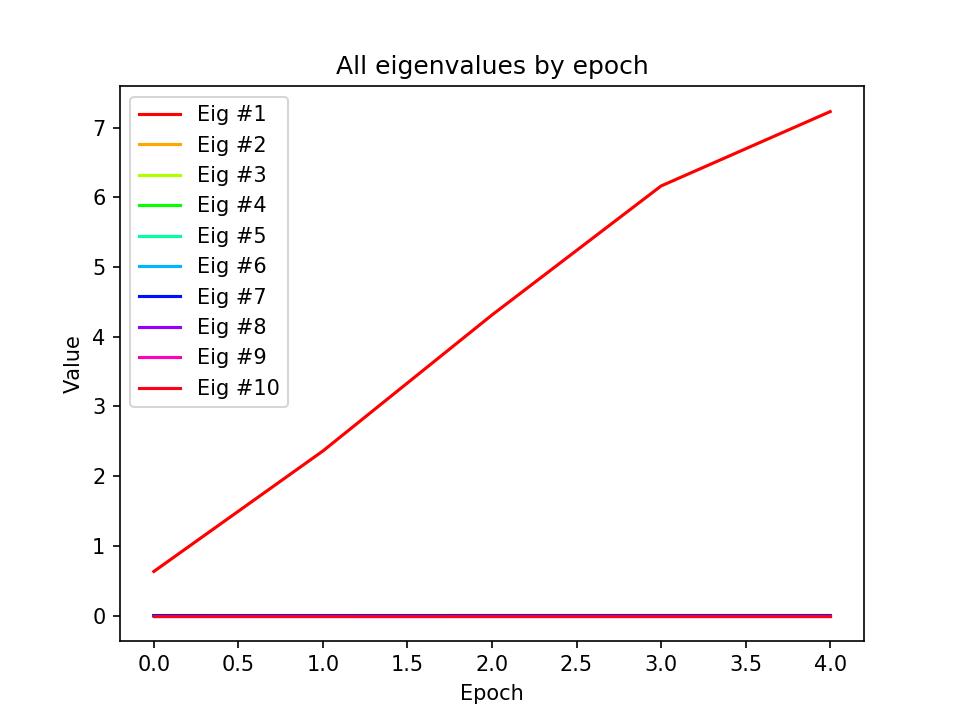 All eigenvalues by epoch
Eig #1
Eig #2
Eig #3
Eig #4
Eig #5
Eig #6
Eig #7
Eig #8
Eig #9
Eig #10
7
6
5
4
3
2
1
0
Value
0.0 0.5 1.0 1.5 2.0 2.5 3.0 3.5 4.0
Epoch